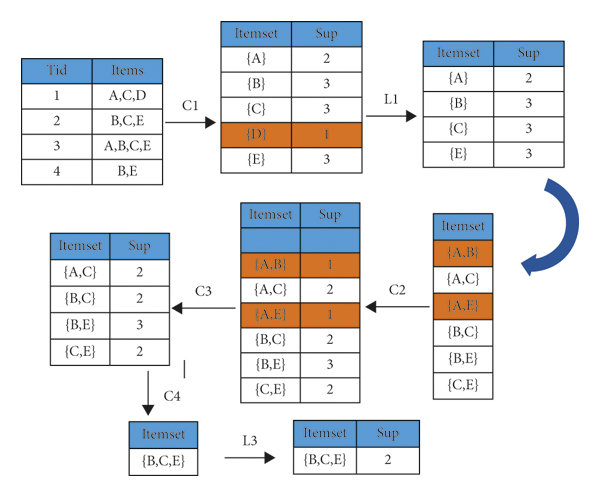 Tid Items
1 A,C,D
2 B,C,E
3 A,B,C,E
4 B,E
C1
Itemset Sup
{A} 2
{B} 3
{C} 3
{D} 1
{E} 3
L1
Itemset Sup
{A} 2
{B} 3
{C} 3
{E} 3
Itemset
{A,B}
{A,C}
{A,E}
{B,C}
{B,E}
{C,E}
C2
Itemset Sup
{A,B} 1
{A,C} 2
{A,E} 1
{B,C} 2
{B,E} 3
{C,E} 2
C3
Itemset Sup
{A,C} 2
{B,C} 2
{B,E} 3
{C,E} 2
C4
Itemset
{B,C,E}
L3
Itemset Sup
{B,C,E} 2